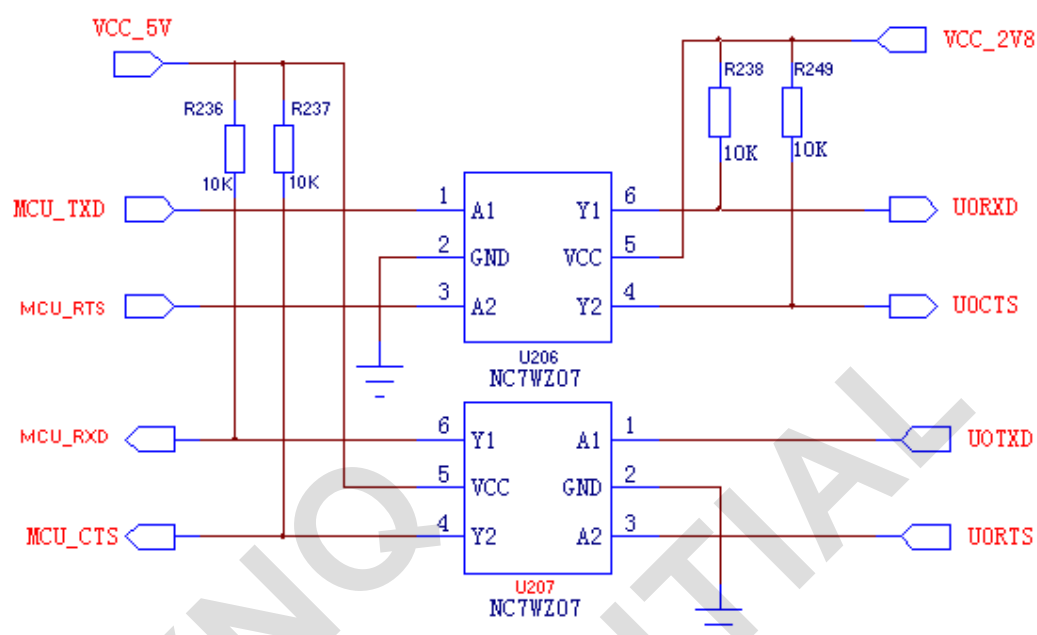 VCC_5V
VCC_2V8
R236
R237
R238
R249
10K
10K
10K
10K
MCU_TXD
1
A1
Y1
6
U0RXD
2
GND
VCC
5
MCU_RTS
3
A2
Y2
4
U0CTS
U206
NC7WZ07
MCU_RXD
6
Y1
A1
1
U0TXD
5
VCC
GND
2
MCU_CTS
4
Y2
A2
3
U0RTS
U207
NC7WZ07